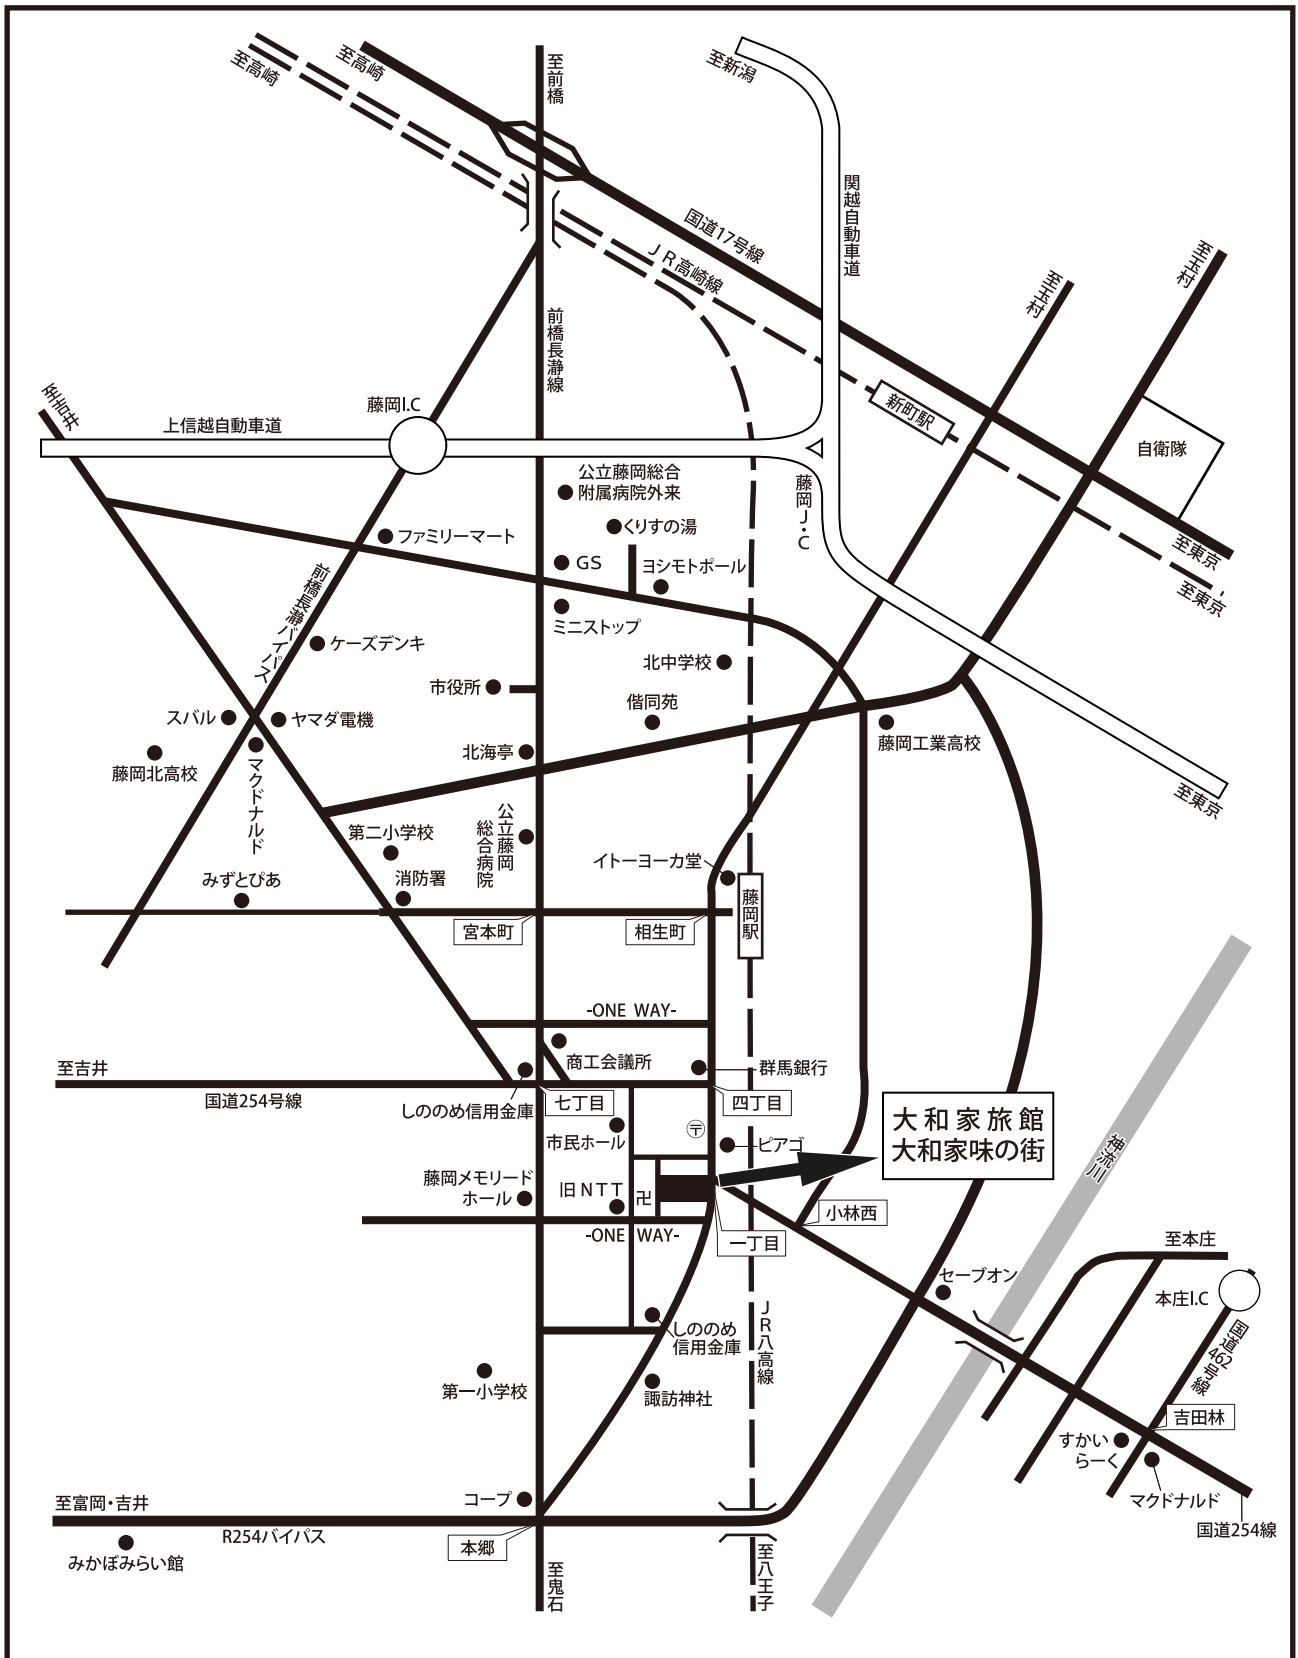 至高崎
至高崎
至前橋
至新潟
関越自動車道
国道17号線
JR高崎線
至玉村
至玉村
前橋長瀞線
至吉井
上信越自動車道
藤岡I.C
新町駅
自衛隊
公立藤岡総合
附属病院外来
藤岡J・C
くりすの湯
ファミリーマート
GS
ヨシモトポール
至東京
至東京
前橋長瀞バイパス
ミニストップ
ケーズデンキ
北中学校
市役所
偕同苑
スバル
ヤマダ電機
藤岡工業高校
北海亭
藤岡北高校
マクドナルド
至東京
第二小学校
公立藤岡
総合病院
イトーヨーカ堂
みずとぴあ
消防署
藤岡駅
宮本町
相生町
-ONE WAY-
商工会議所
至吉井
群馬銀行
国道254号線
しののめ信用金庫
七丁目
四丁目
大和家旅館
大和家味の街
〒
市民ホール
ピアゴ
神流川
藤岡メモリード
ホール
旧NTT
卍
小林西
-ONE WAY-
一丁目
至本庄
セーブオン
本庄I.C
JR八高線
しののめ
信用金庫
国道462号線
第一小学校
諏訪神社
吉田林
すかい
らーく
コープ
マクドナルド
至富岡・吉井
R254バイパス
国道254線
本郷
みかぼみらい館
至鬼石
至八王子